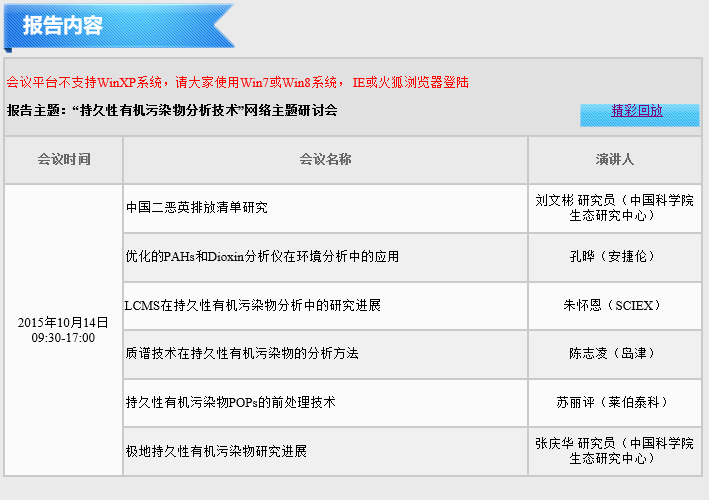 报告内容
会议平台不支持WinXP系统，请大家使用Win7或Win8系统， IE或火狐浏览器登陆
报告主题：“持久性有机污染物分析技术”网络主题研讨会
精彩回放
会议时间 会议名称 演讲人
2015年10月14日
09:30-17:00
中国二恶英排放清单研究
刘文彬 研究员（中国科学院
生态研究中心）
优化的PAHs和Dioxin分析仪在环境分析中的应用
孔晔（安捷伦）
LCMS在持久性有机污染物分析中的研究进展
朱怀恩（SCIEX）
质谱技术在持久性有机污染物的分析方法
陈志凌（岛津）
持久性有机污染物POPs的前处理技术
苏丽评（莱伯泰科）
极地持久性有机污染物研究进展
张庆华 研究员（中国科学院
生态研究中心）